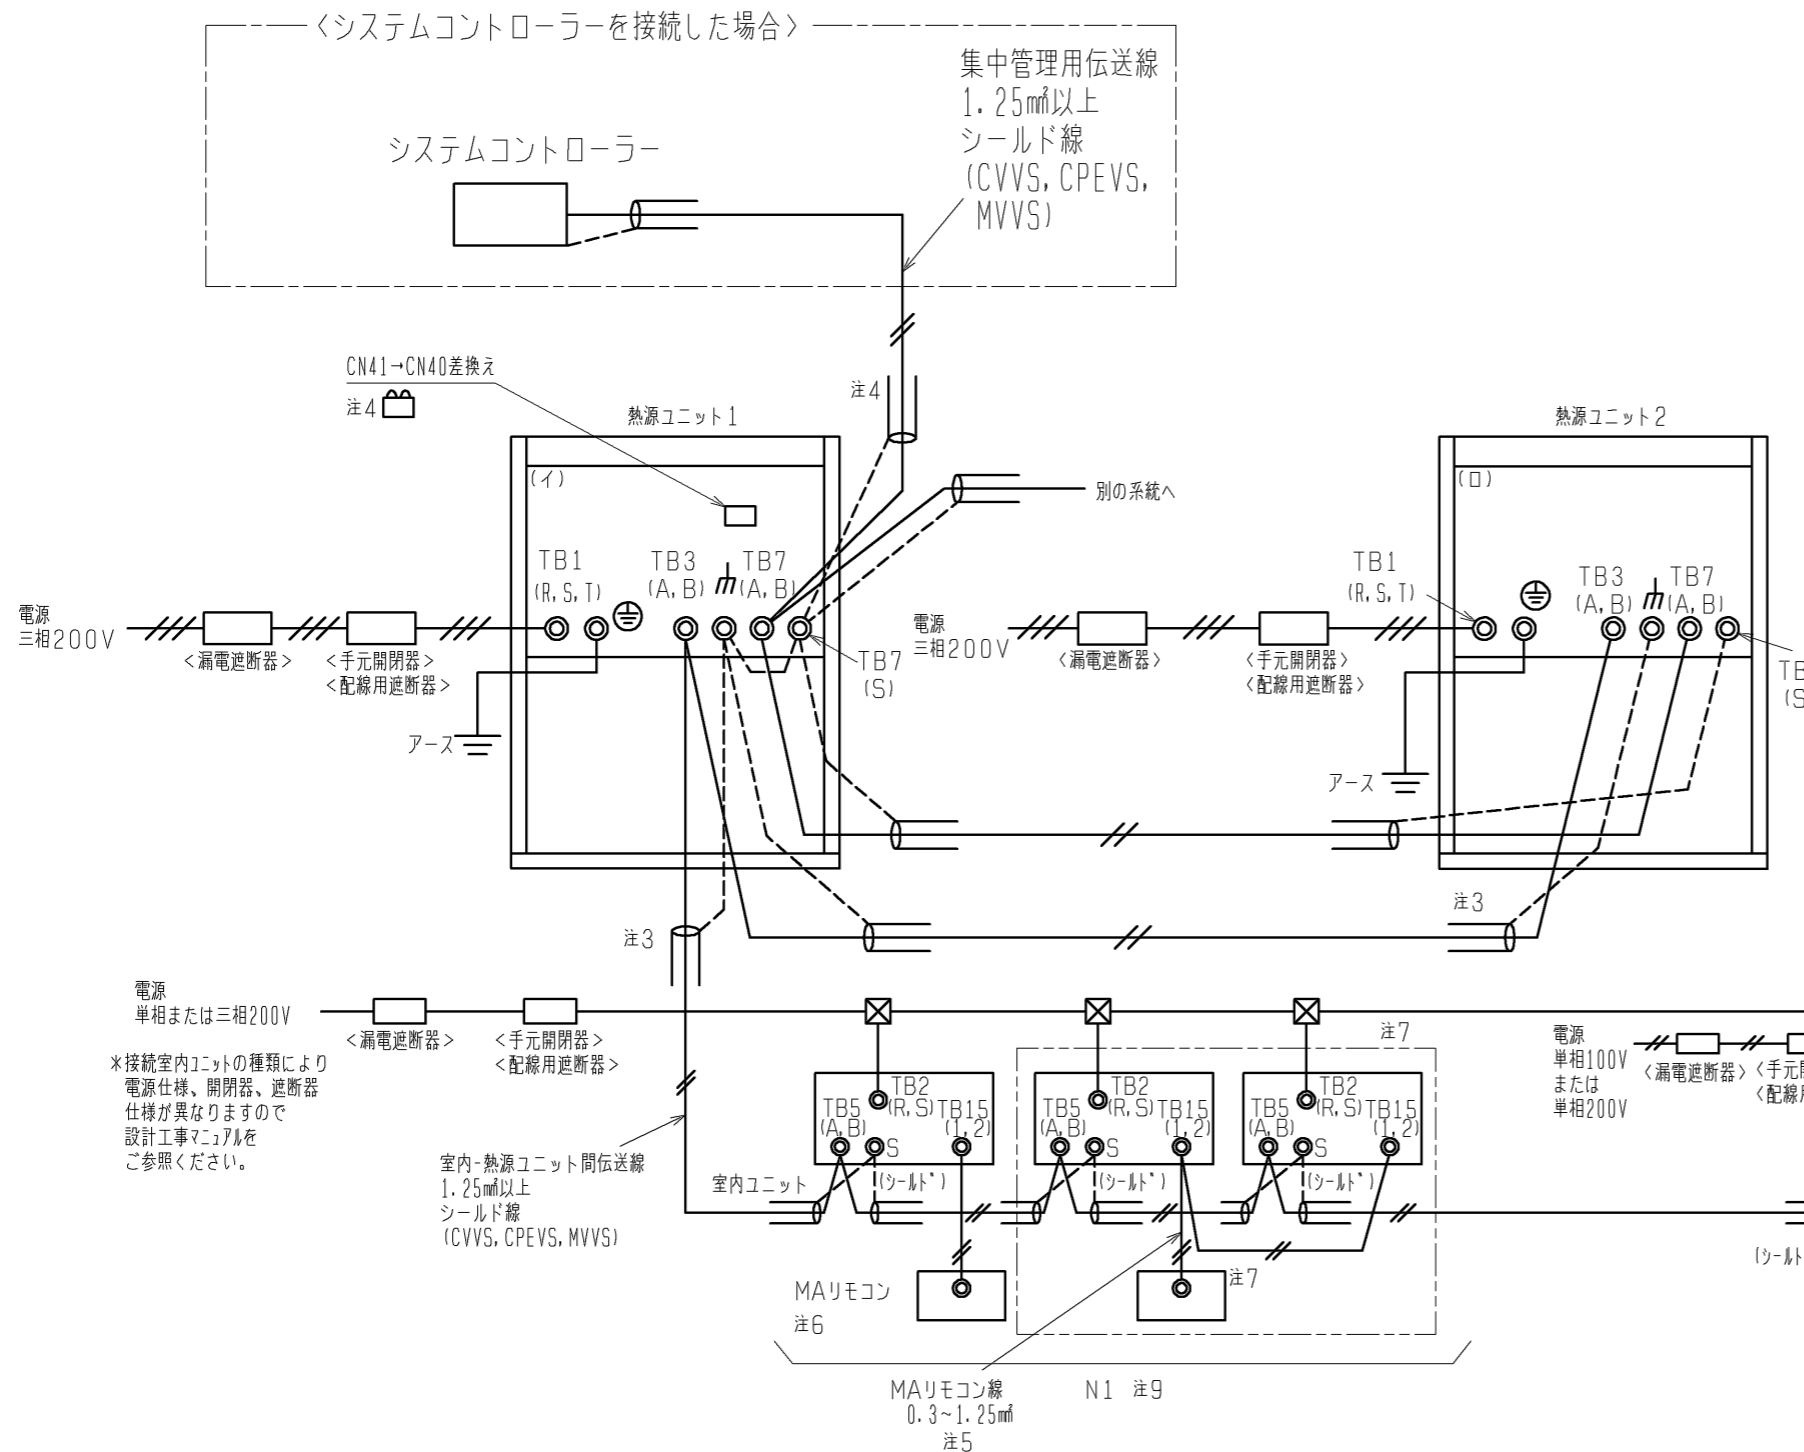 〈システムコントローラーを接続した場合〉
集中管理用伝送線
1.25㎟以上
シールド線
(CVVS,CPEVS,
MVVS)
システムコントローラー
CN41→CN40差換え
注4
注4
熱源ユニット1
熱源ユニット2
(イ)
(ロ)
別の系統へ
TB1
(R,S,T)
TB3
(A,B)
TB7
(A,B)
TB7
(S)
電源
三相200V
<漏電遮断器>
<手元開閉器>
<配線用遮断器>
アース
TB1
(R,S,T)
TB3
(A,B)
TB7
(A,B)
TB
(S
電源
三相200V
<漏電遮断器>
<手元開閉器>
<配線用遮断器>
アース
注3
注3
電源
単相または三相200V
<漏電遮断器>
<手元開閉器>
<配線用遮断器>
＊接続室内ユニットの種類により
電源仕様、開閉器、遮断器
仕様が異なりますので
設計工事マニュアルを
ご参照ください。
注7
電源
単相100V
または
単相200V
<漏電遮断器>
<手元開
<配線用
TB2
(R,S)
TB5
(A,B)
TB15
(1,2)
S
TB2
(R,S)
TB5
(A,B)
TB15
(1,2)
S
TB2
(R,S)
TB5
(A,B)
TB15
(1,2)
S
室内-熱源ユニット間伝送線
1.25㎟以上
シールド線
(CVVS,CPEVS,MVVS)
室内ユニット
(シールド)
(シールド)
(シールド)
(シールド
MAリモコン
注6
注7
MAリモコン線
0.3~1.25㎟
注5
N1 注9